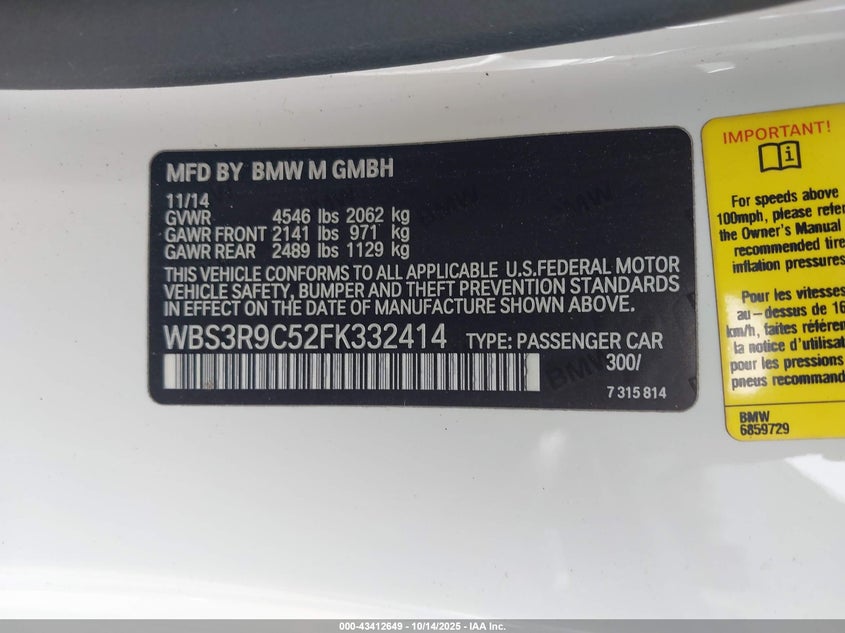 MFD BY BMW M GMBH
11/14
GVWR 4546 lbs 2062 kg
GAWR FRONT 2141 lbs 971 kg
GAWR REAR 2489 lbs 1129 kg
THIS VEHICLE CONFORMS TO ALL APPLICABLE U.S.FEDERAL MOTOR
VEHICLE SAFETY, BUMPER AND THEFT PREVENTION STANDARDS
IN EFFECT ON THE DATE OF MANUFACTURE SHOWN ABOVE.
WBS3R9C52FK332414 TYPE: PASSENGER CAR
300/
7 315 814
IMPORTANT!
i
For speeds above
100mph, please refer
the Owner's Manual
recommended tire
inflation pressures
Pour les vitesses
au-dessus de 16
km/h, faites référen
la notice d'utilisat
pour les pressions
pneus recommand
BMW
6859729
000-43412649 - 10/14/2025 - IAA Inc.